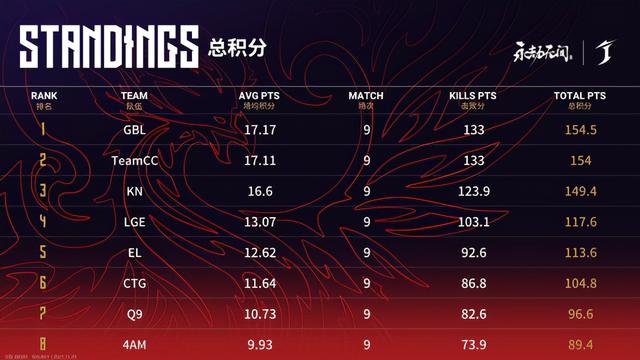 STANDINGS 总积分
永劫无间
RANK TEAM AVG PTS MATCH KILLS PTS TOTAL PTS
排名 队伍 场均积分 场次 击败分 总积分
1 GBL 17.17 9 133 154.5
2 TeamCC 17.11 9 133 154
3 KN 16.6 9 123.9 149.4
4 LGE 13.07 9 103.1 117.6
5 EL 12.62 9 92.6 113.6
6 CTG 11.64 9 86.8 104.8
7 Q9 10.73 9 82.6 96.6
8 4AM 9.93 9 73.9 89.4